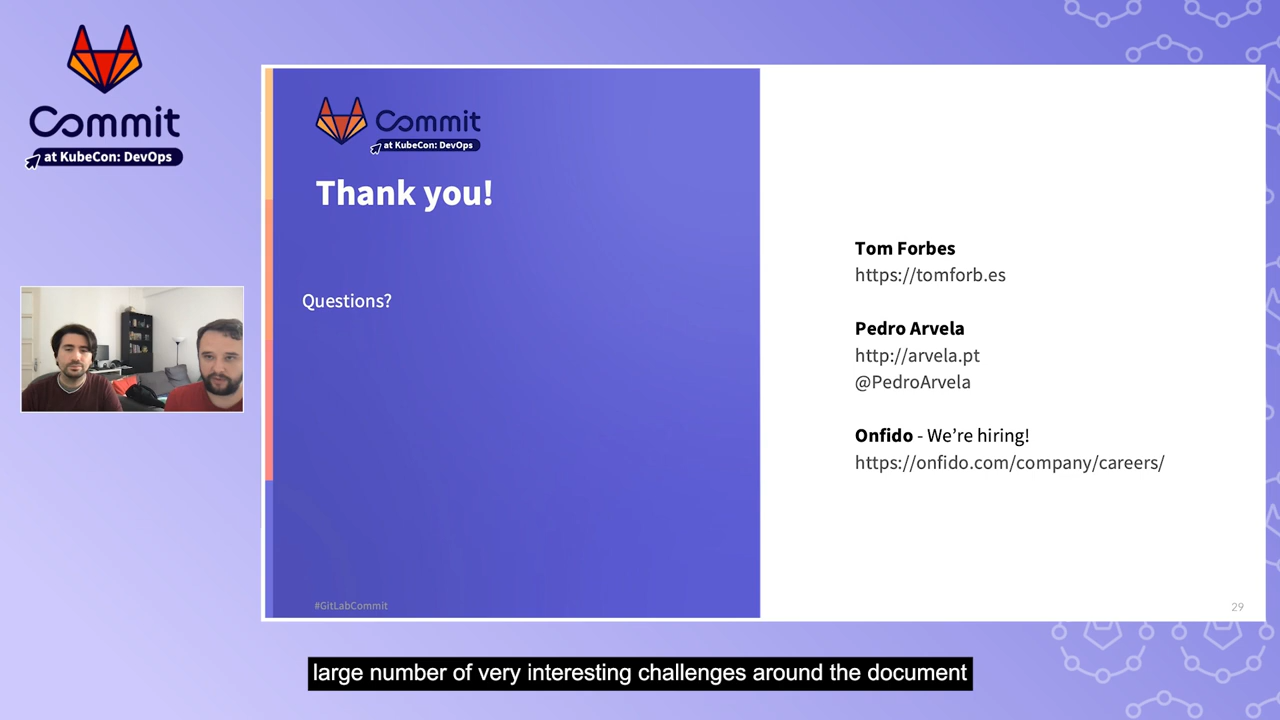 Commit
at KubeCon: DevOps
Commit
at KubeCon: DevOps
Thank you!
Questions?
Tom Forbes
https://tomforb.es
Pedro Arvela
http://arvela.pt
@PedroArvela
Onfido - We're hiring!
https://onfido.com/company/careers/
#GitLabCommit
29
large number of very interesting challenges around the document